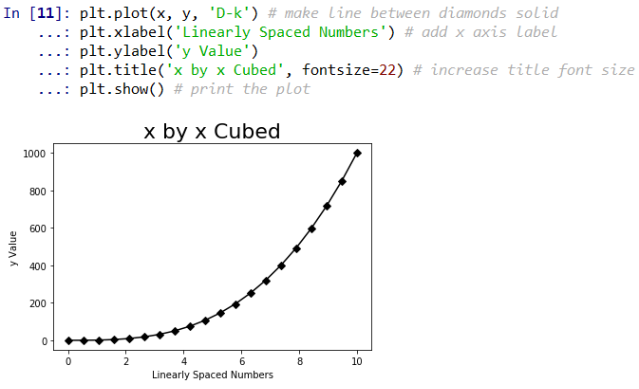 In [11]: plt.plot(x, y, 'D-k') # make line between diamonds solid
...: plt.xlabel('Linearly Spaced Numbers') # add x axis label
...: plt.ylabel('y Value')
...: plt.title('x by x Cubed', fontsize=22) # increase title font size
...: plt.show() # print the plot
x by x Cubed
1000
800
600
400
200
0
y Value
0 2 4 6 8 10
Linearly Spaced Numbers